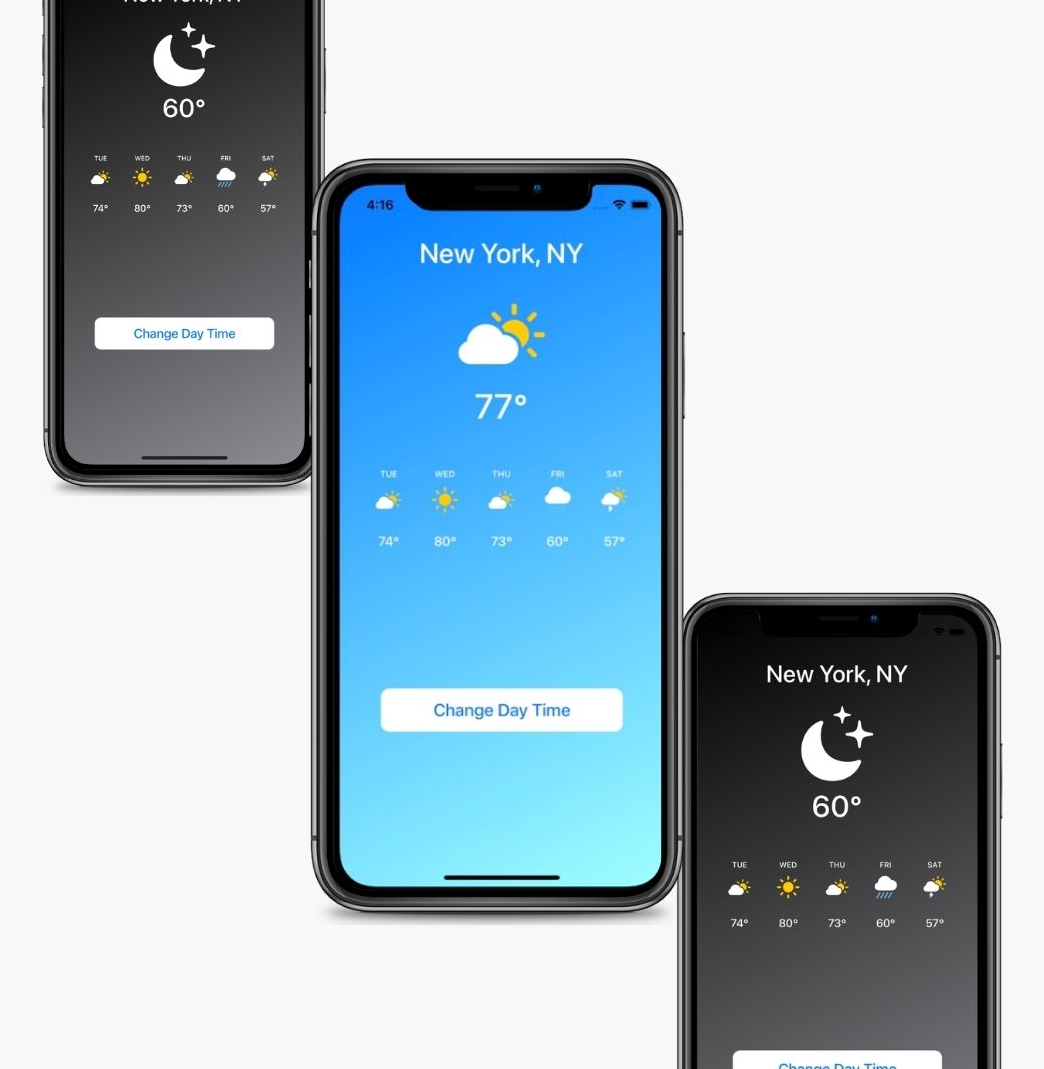 New York, NY
60°
TUE WED THU FRI SAT
74° 80° 73° 60° 57°
Change Day Time
4:16
New York, NY
77°
TUE WED THU FRI SAT
74° 80° 73° 60° 57°
Change Day Time
New York, NY
60°
TUE WED THU FRI SAT
74° 80° 73° 60° 57°
Change Day Time